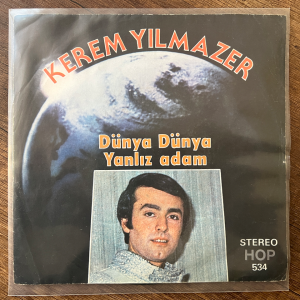 KEREM YILMAZER
Dünya Dünya
Yanlız adam
STEREO
HOP
534